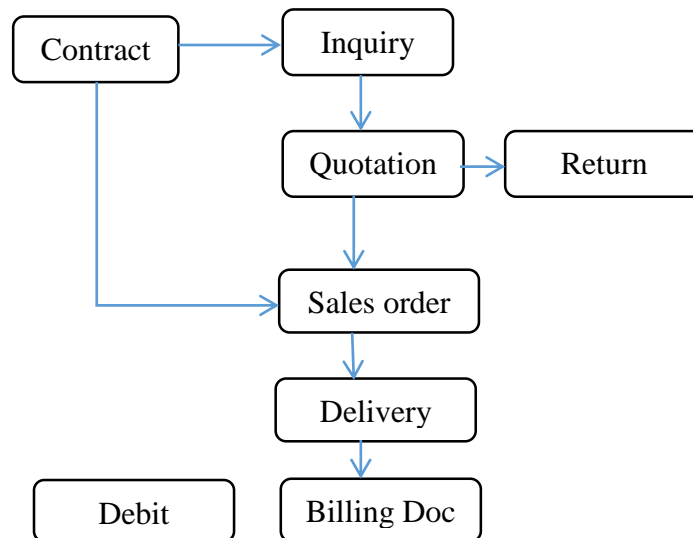 Contract
Inquiry
Quotation
Return
Sales order
Delivery
Debit
Billing Doc